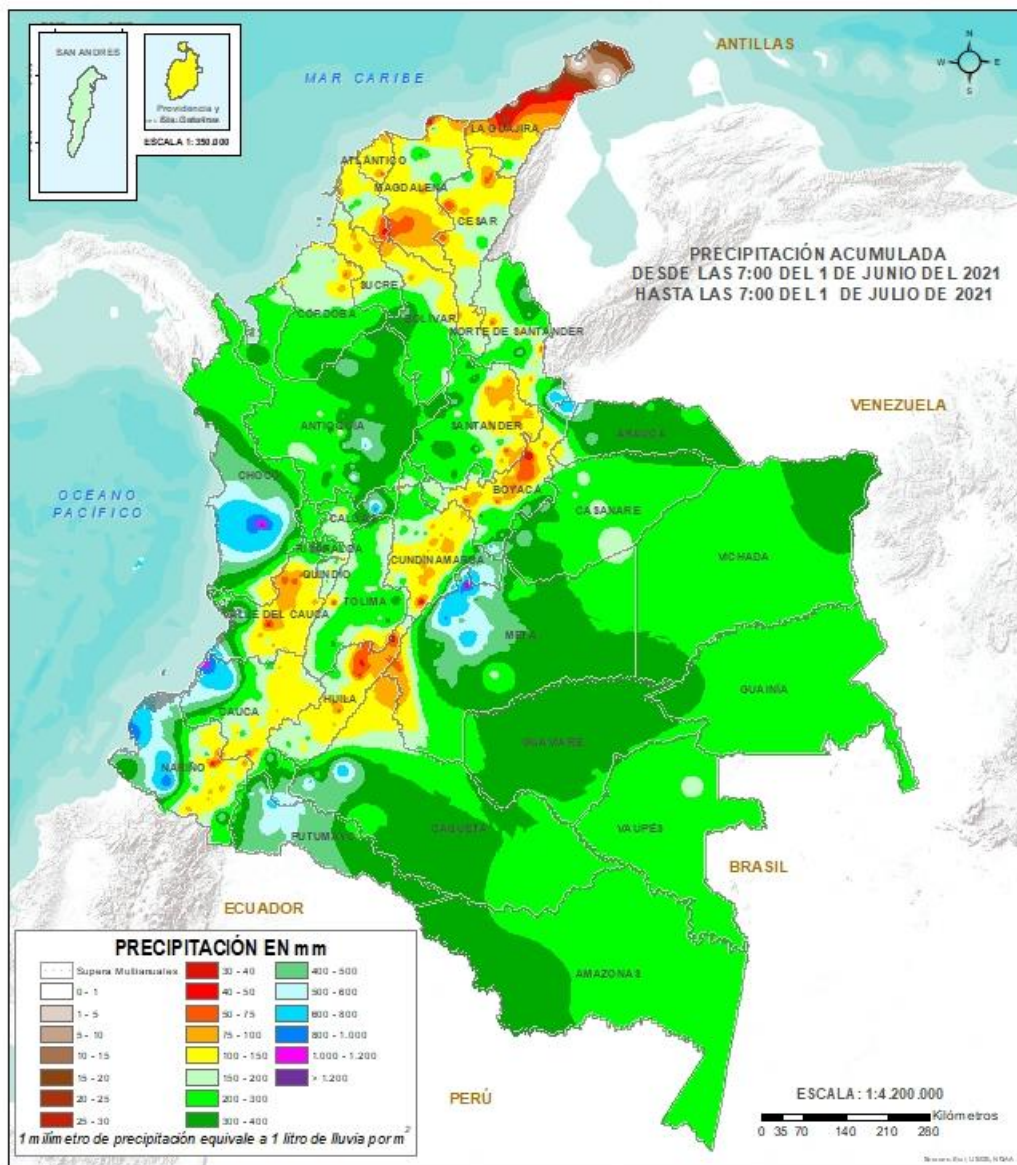 SAN ANDRES
Providencia y
Sta. Catalina
ESCALA 1: 350.000
MAR CARIBE
ANTILLAS
N
W
E
S
LA GUAJIRA
ATLÁNTICO
MAGDALENA
CESAR
PRECIPITACIÓN ACUMULADA
DESDE LAS 7:00 DEL 1 DE JUNIO DEL 2021
HASTA LAS 7:00 DEL 1 DE JULIO DE 2021
SUCRE
CÓRDOBA
BOLÍVAR
NORTE DE SANTANDER
VENEZUELA
ANTIOQUIA
SANTANDER
ARAUCA
CHOCÓ
BOYACÁ
OCEANO
PACIFICO
CASANARE
CALDAS
RISARALDA
CUNDINAMARCA
VICHADA
QUINDIO
TOLIMA
VALLE DEL CAUCA
META
GUAINÍA
HUILA
CAUCA
GUAVIARE
NARIÑO
CAQUETA
VAUPÉS
PUTUMAYO
BRASIL
ECUADOR
AMAZONAS
PERÚ
PRECIPITACIÓN EN mm
Supera Multianuales
0 - 1
1 - 5
5 - 10
10 - 15
15 - 20
20 - 25
25 - 30
30 - 40
40 - 50
50 - 75
75 - 100
100 - 150
150 - 200
200 - 300
300 - 400
400 - 500
500 - 600
600 - 800
800 - 1.000
1.000 - 1.200
> 1.200
1 milímetro de precipitación equivale a 1 litro de lluvia por m2
ESCALA : 1:4.200.000
Kilómetros
0 35 70 140 210 280